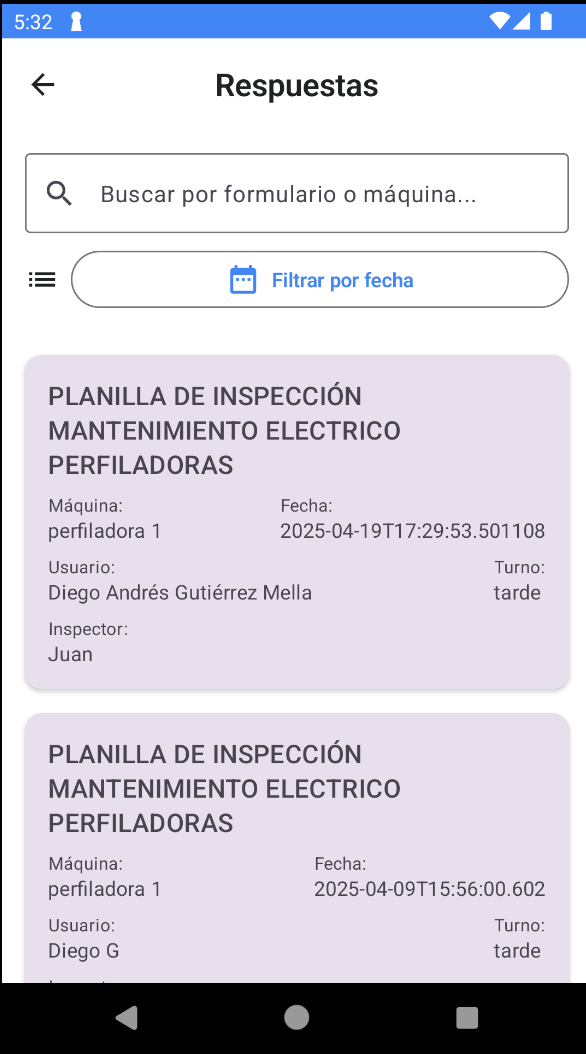 5:32
Respuestas
Buscar por formulario o máquina...
Filtrar por fecha
PLANILLA DE INSPECCIÓN
MANTENIMIENTO ELECTRICO
PERFILADORAS
Máquina: Fecha:
perfiladora 1 2025-04-19T17:29:53.501108
Usuario: Turno:
Diego Andrés Gutiérrez Mella tarde
Inspector:
Juan
PLANILLA DE INSPECCIÓN
MANTENIMIENTO ELECTRICO
PERFILADORAS
Máquina: Fecha:
perfiladora 1 2025-04-09T15:56:00.602
Usuario: Turno:
Diego G tarde